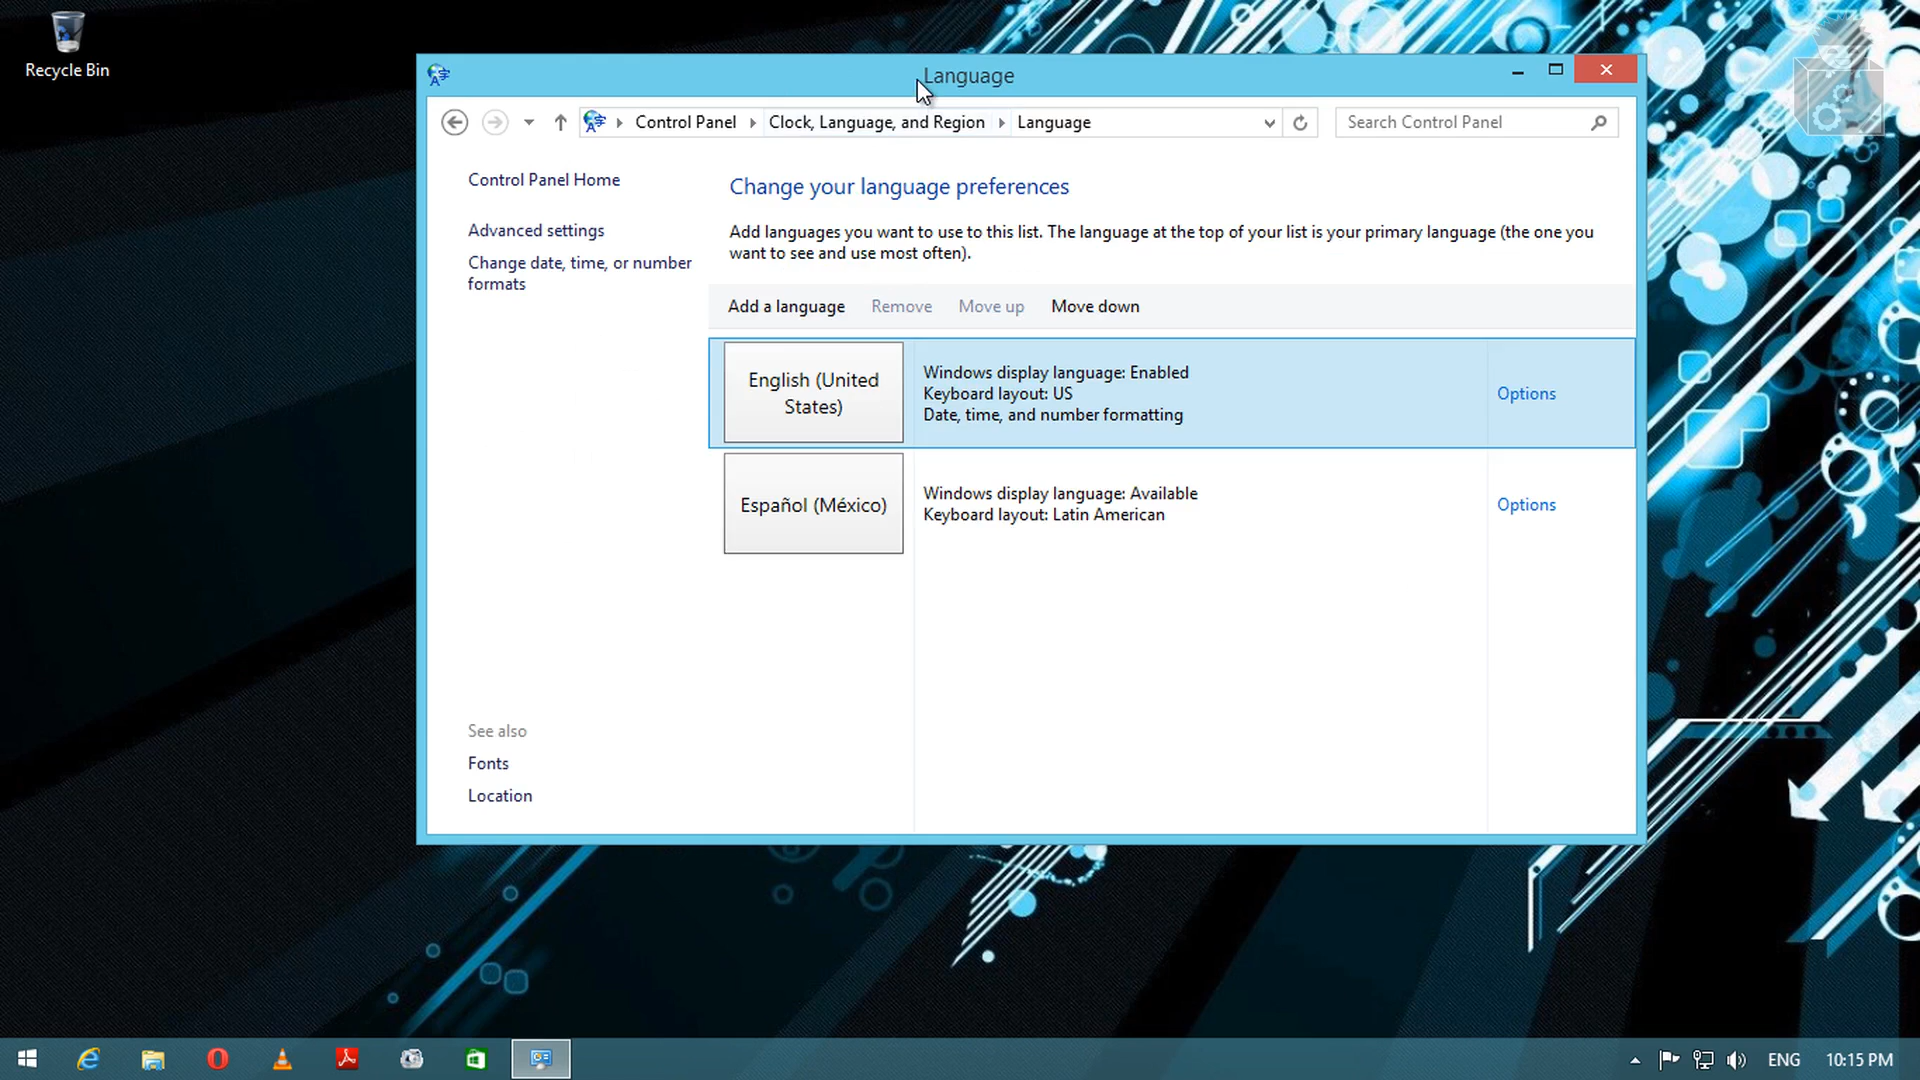 Recycle Bin
Language
Control Panel
Clock, Language, and Region
Language
Search Control Panel
Control Panel Home
Advanced settings
Change date, time, or number
formats
See also
Fonts
Location
Change your language preferences
Add languages you want to use to this list. The language at the top of your list is your primary language (the one you
want to see and use most often).
Add a language Remove Move up Move down
English (United
States)
Windows display language: Enabled
Keyboard layout: US
Date, time, and number formatting
Options
Español (México)
Windows display language: Available
Keyboard layout: Latin American
Options
ENG 10:15 PM